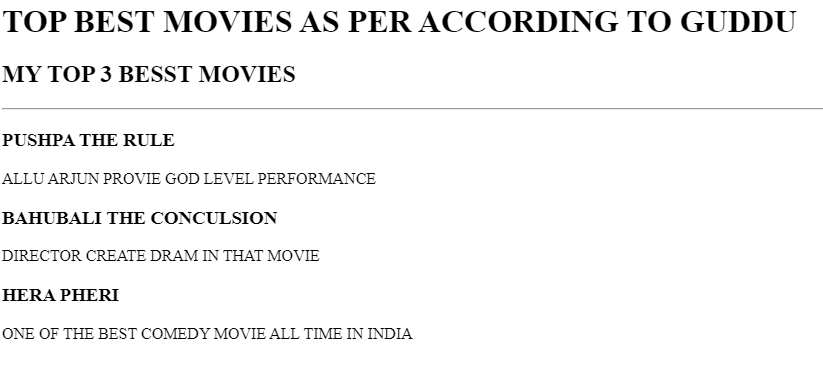 TOP BEST MOVIES AS PER ACCORDING TO GUDDU
MY TOP 3 BESST MOVIES
PUSHPA THE RULE
ALLU ARJUN PROVIE GOD LEVEL PERFORMANCE
BAHUBALI THE CONCULSION
DIRECTOR CREATE DRAM IN THAT MOVIE
HERA PHERI
ONE OF THE BEST COMEDY MOVIE ALL TIME IN INDIA